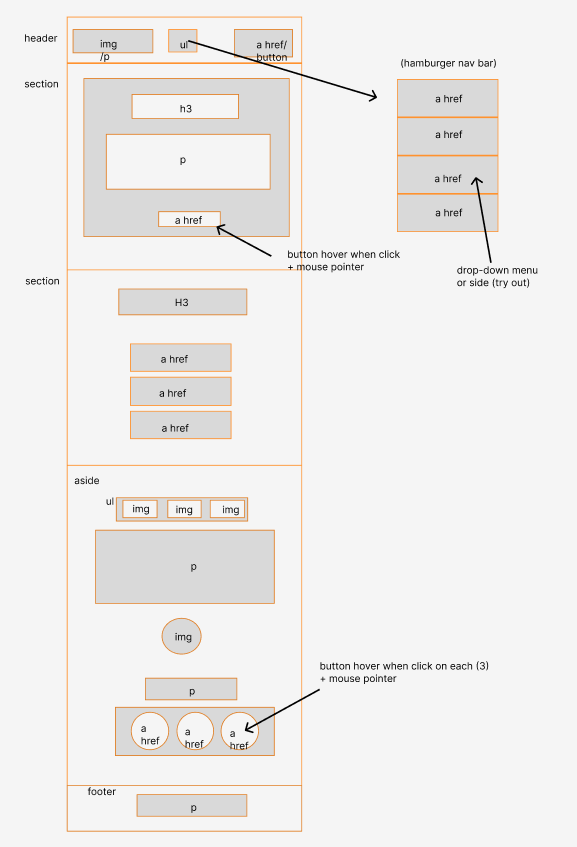 header
img
/p
ul
a href/
button
(hamburger nav bar)
a href
a href
a href
a href
drop-down menu
or side (try out)
section
h3
p
a href
button hover when click
+ mouse pointer
section
H3
a href
a href
a href
aside
ul
img
img
img
p
img
button hover when click on each (3)
+ mouse pointer
p
a
href
a
href
a
href
footer
p